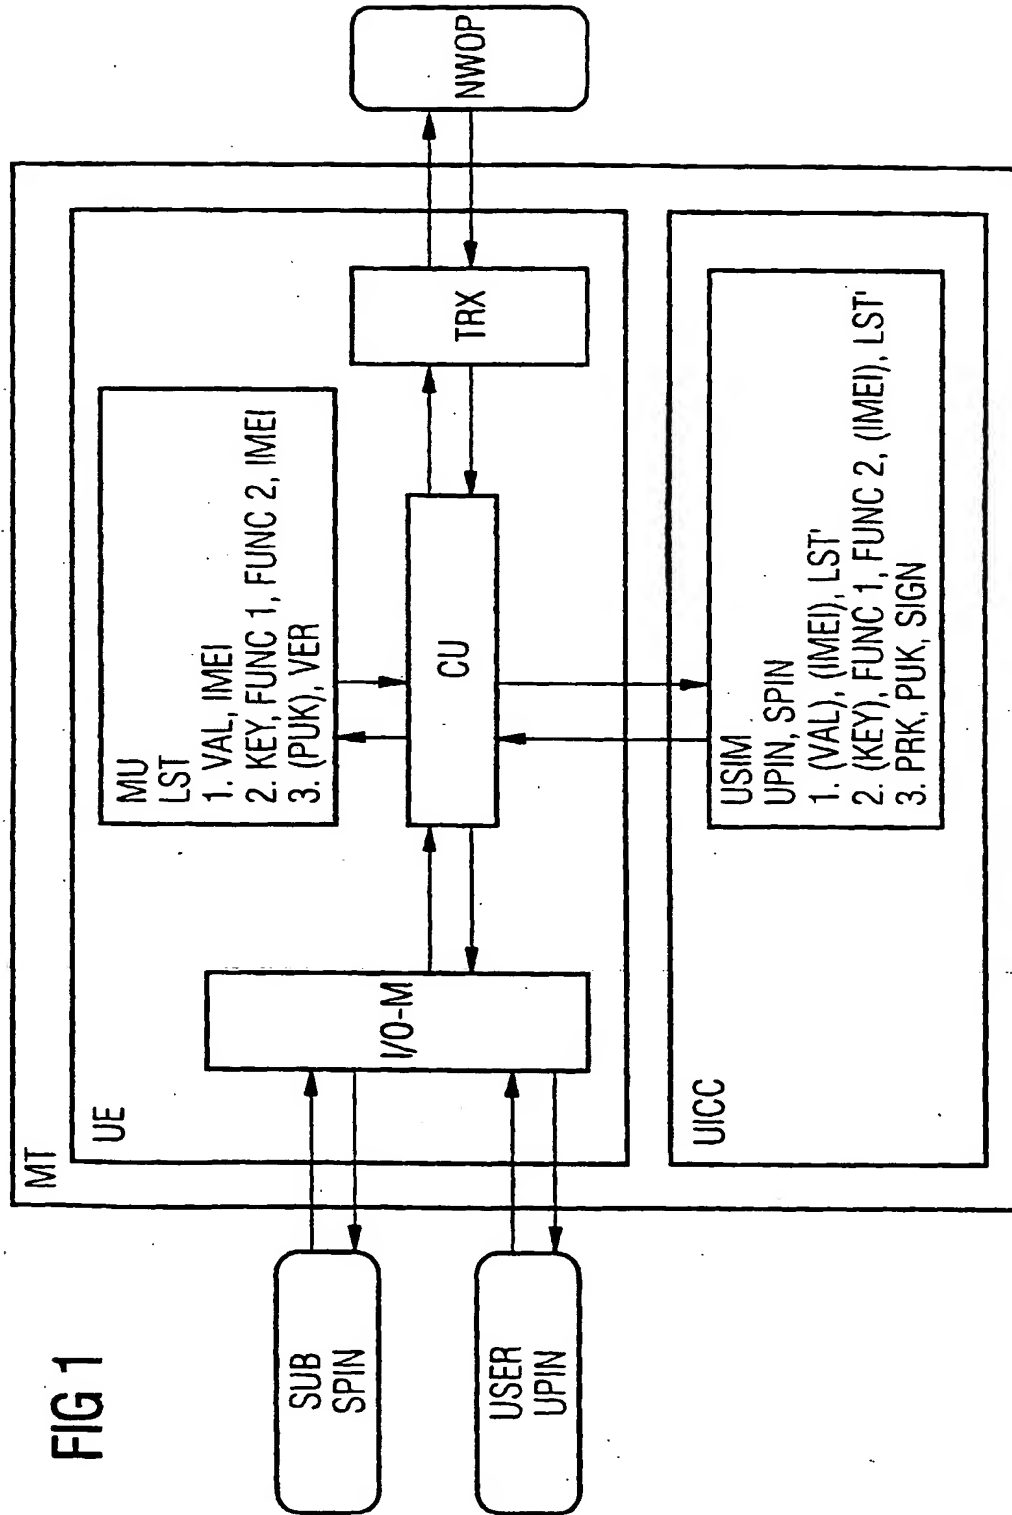 FIG 1
MT
UE
MU
LST
1. VAL, IMEI
2. KEY, FUNC 1, FUNC 2, IMEI
3. (PUK), VER
SUB
SPIN
I/O-M
CU
TRX
NWOP
USER
UPIN
UICC
USIM
UPIN, SPIN
1. (VAL), (IMEI), LST'
2. (KEY), FUNC 1, FUNC 2, (IMEI), LST'
3. PRK, PUK, SIGN